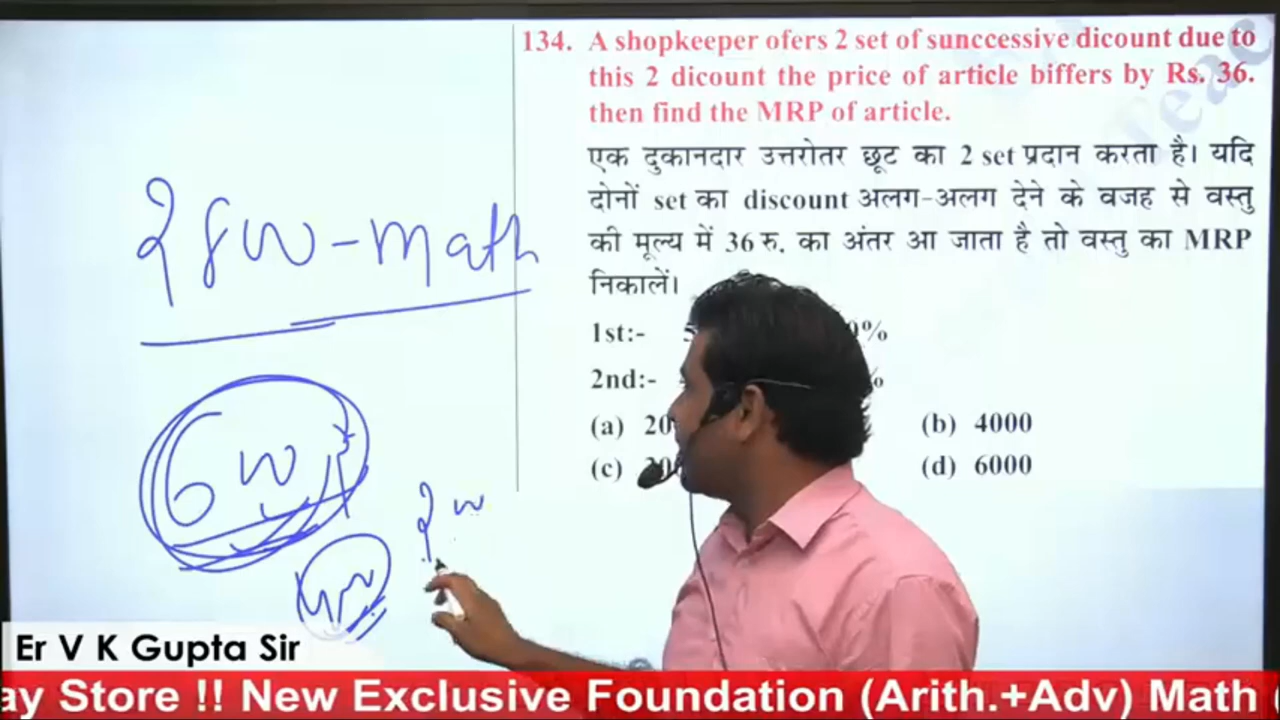 134. A shopkeeper ofers 2 set of sunccessive dicount due to
this 2 dicount the price of article biffers by Rs. 36.
then find the MRP of article.
एक दुकानदार उत्तरोतर छूट का 2 set प्रदान करता है। यदि
दोनों set का discount अलग-अलग देने के वजह से वस्तु
की मूल्य में 36 रु. का अंतर आ जाता है तो वस्तु का MRP
निकालें।
1st:-
2nd:-
(a) 20 (b) 4000
(c) (d) 6000
math
6 w
Er V K Gupta Sir
ay Store !! New Exclusive Foundation (Arith.+Adv) Math (